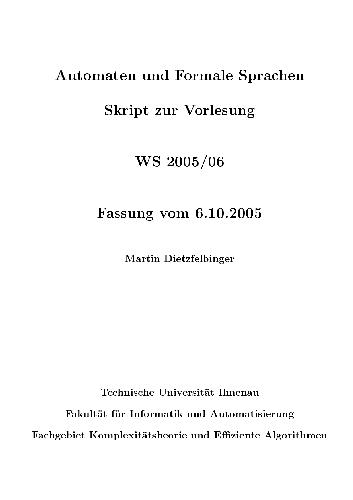 Automaten und Formale Sprachen
Skript zur Vorlesung
WS 2005/06
Fassung vom 6.10.2005
Martin Dietzfelbinger
Technische Universität Ilmenau
Fakultät für Informatik und Automatisierung
Fachgebiet Komplexitätstheorie und Effiziente Algorithmen